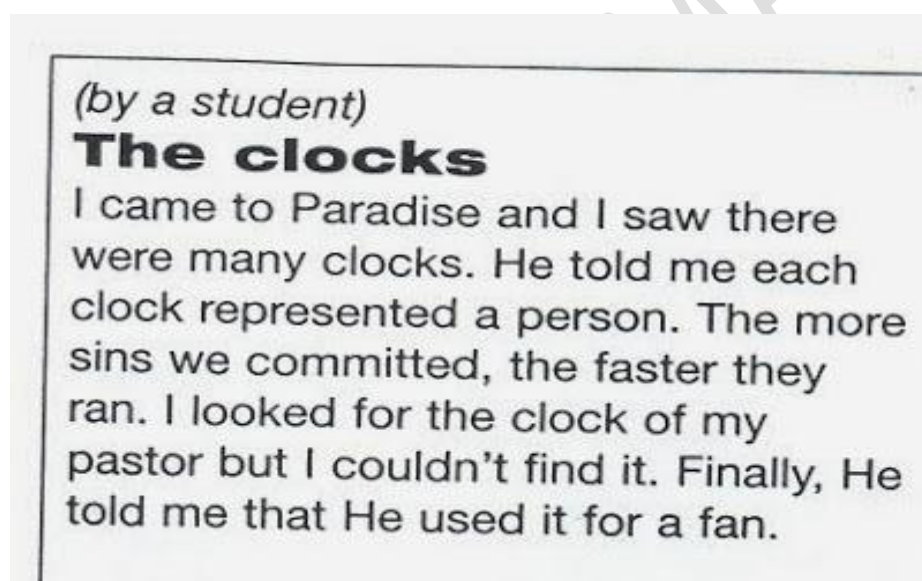 (by a student)
The clocks
I came to Paradise and I saw there
were many clocks. He told me each
clock represented a person. The more
sins we committed, the faster they
ran. I looked for the clock of my
pastor but I couldn't find it. Finally, He
told me that He used it for a fan.